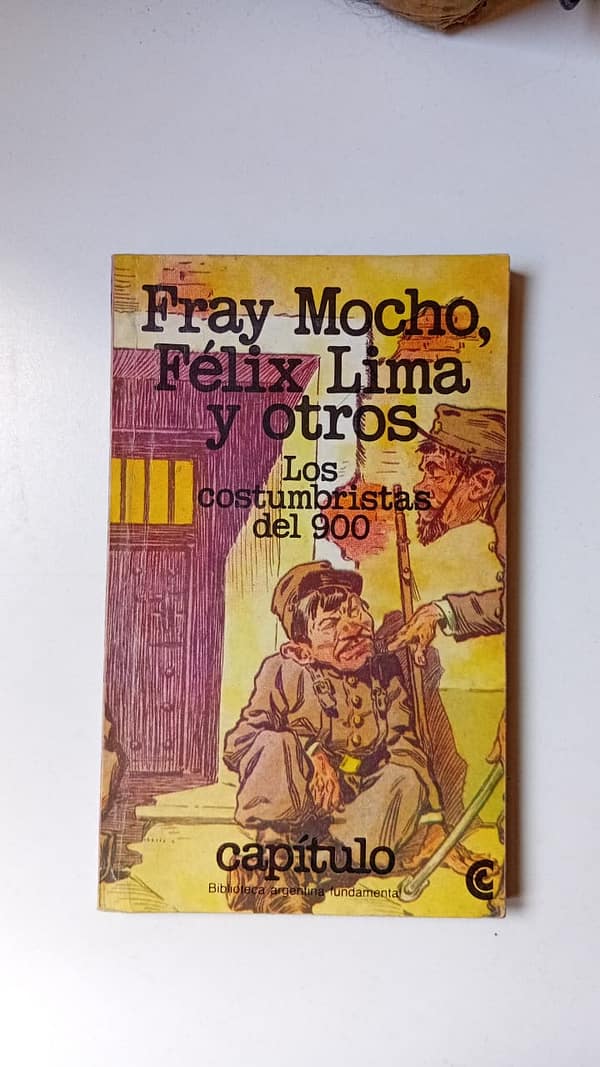 Fray Mocho,
Félix Lima
y otros
Los
costumbristas
del 900
capítulo
Biblioteca argentina fundamental